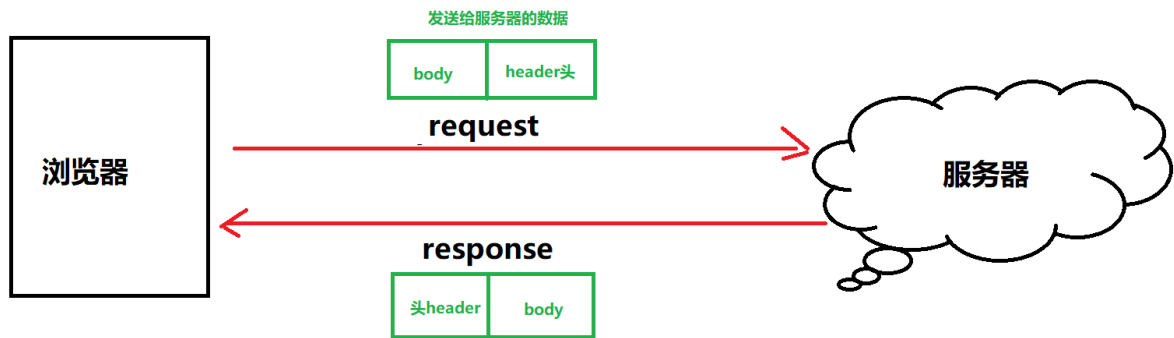 发送给服务器的数据
body header头
request
浏览器
服务器
response
头header body